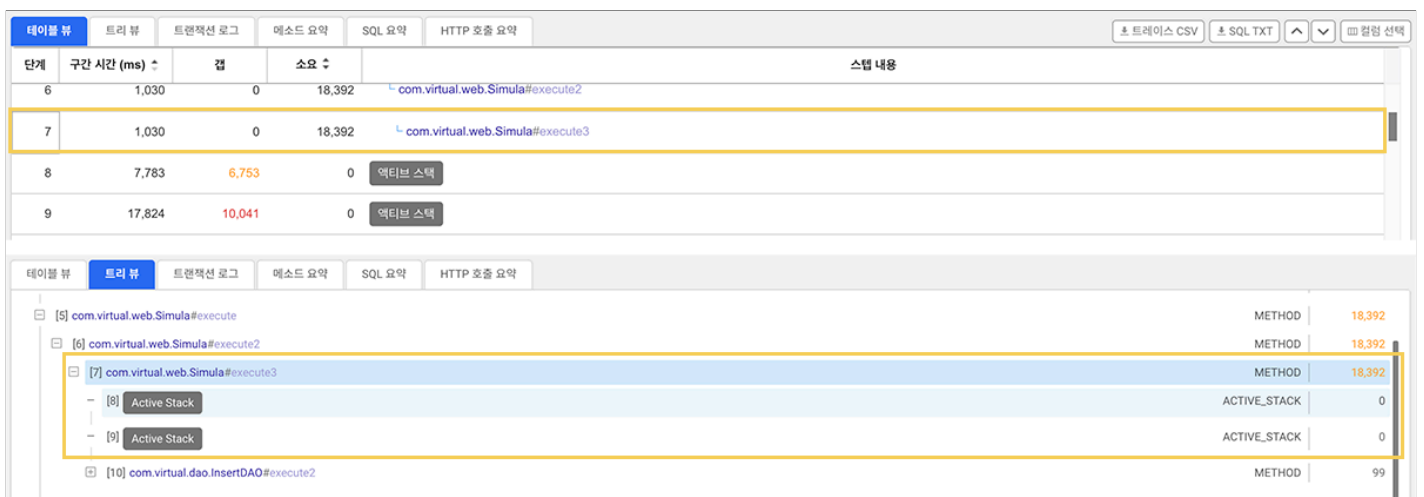 테이블 뷰 트리 뷰 트랜잭션 로그 메소드 요약 SQL 요약 HTTP 호출 요약 트레이스 CSV SQL TXT 컬럼 선택
단계 구간 시간 (ms) 갭 소요 스텝 내용
6 1,030 0 18,392 com.virtual.web.Simula#execute2
7 1,030 0 18,392 com.virtual.web.Simula#execute3
8 7,783 6,753 0 액티브 스택
9 17,824 10,041 0 액티브 스택
테이블 뷰 트리 뷰 트랜잭션 로그 메소드 요약 SQL 요약 HTTP 호출 요약
[5] com.virtual.web.Simula#execute METHOD 18,392
[6] com.virtual.web.Simula#execute2 METHOD 18,392
[7] com.virtual.web.Simula#execute3 METHOD 18,392
[8] Active Stack ACTIVE_STACK 0
[9] Active Stack ACTIVE_STACK 0
[10] com.virtual.dao.InsertDAO#execute2 METHOD 99